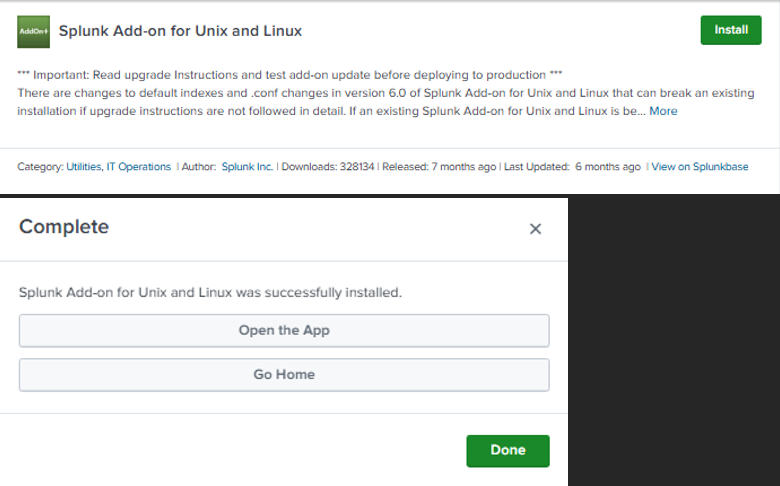 AddOn+ Splunk Add-on for Unix and Linux Install
*** Important: Read upgrade Instructions and test add-on update before deploying to production ***
There are changes to default indexes and .conf changes in version 6.0 of Splunk Add-on for Unix and Linux that can break an existing
installation if upgrade instructions are not followed in detail. If an existing Splunk Add-on for Unix and Linux is be... More
Category: Utilities, IT Operations | Author: Splunk Inc. | Downloads: 328134 | Released: 7 months ago | Last Updated: 6 months ago | View on Splunkbase
Complete
Splunk Add-on for Unix and Linux was successfully installed.
Open the App
Go Home
Done